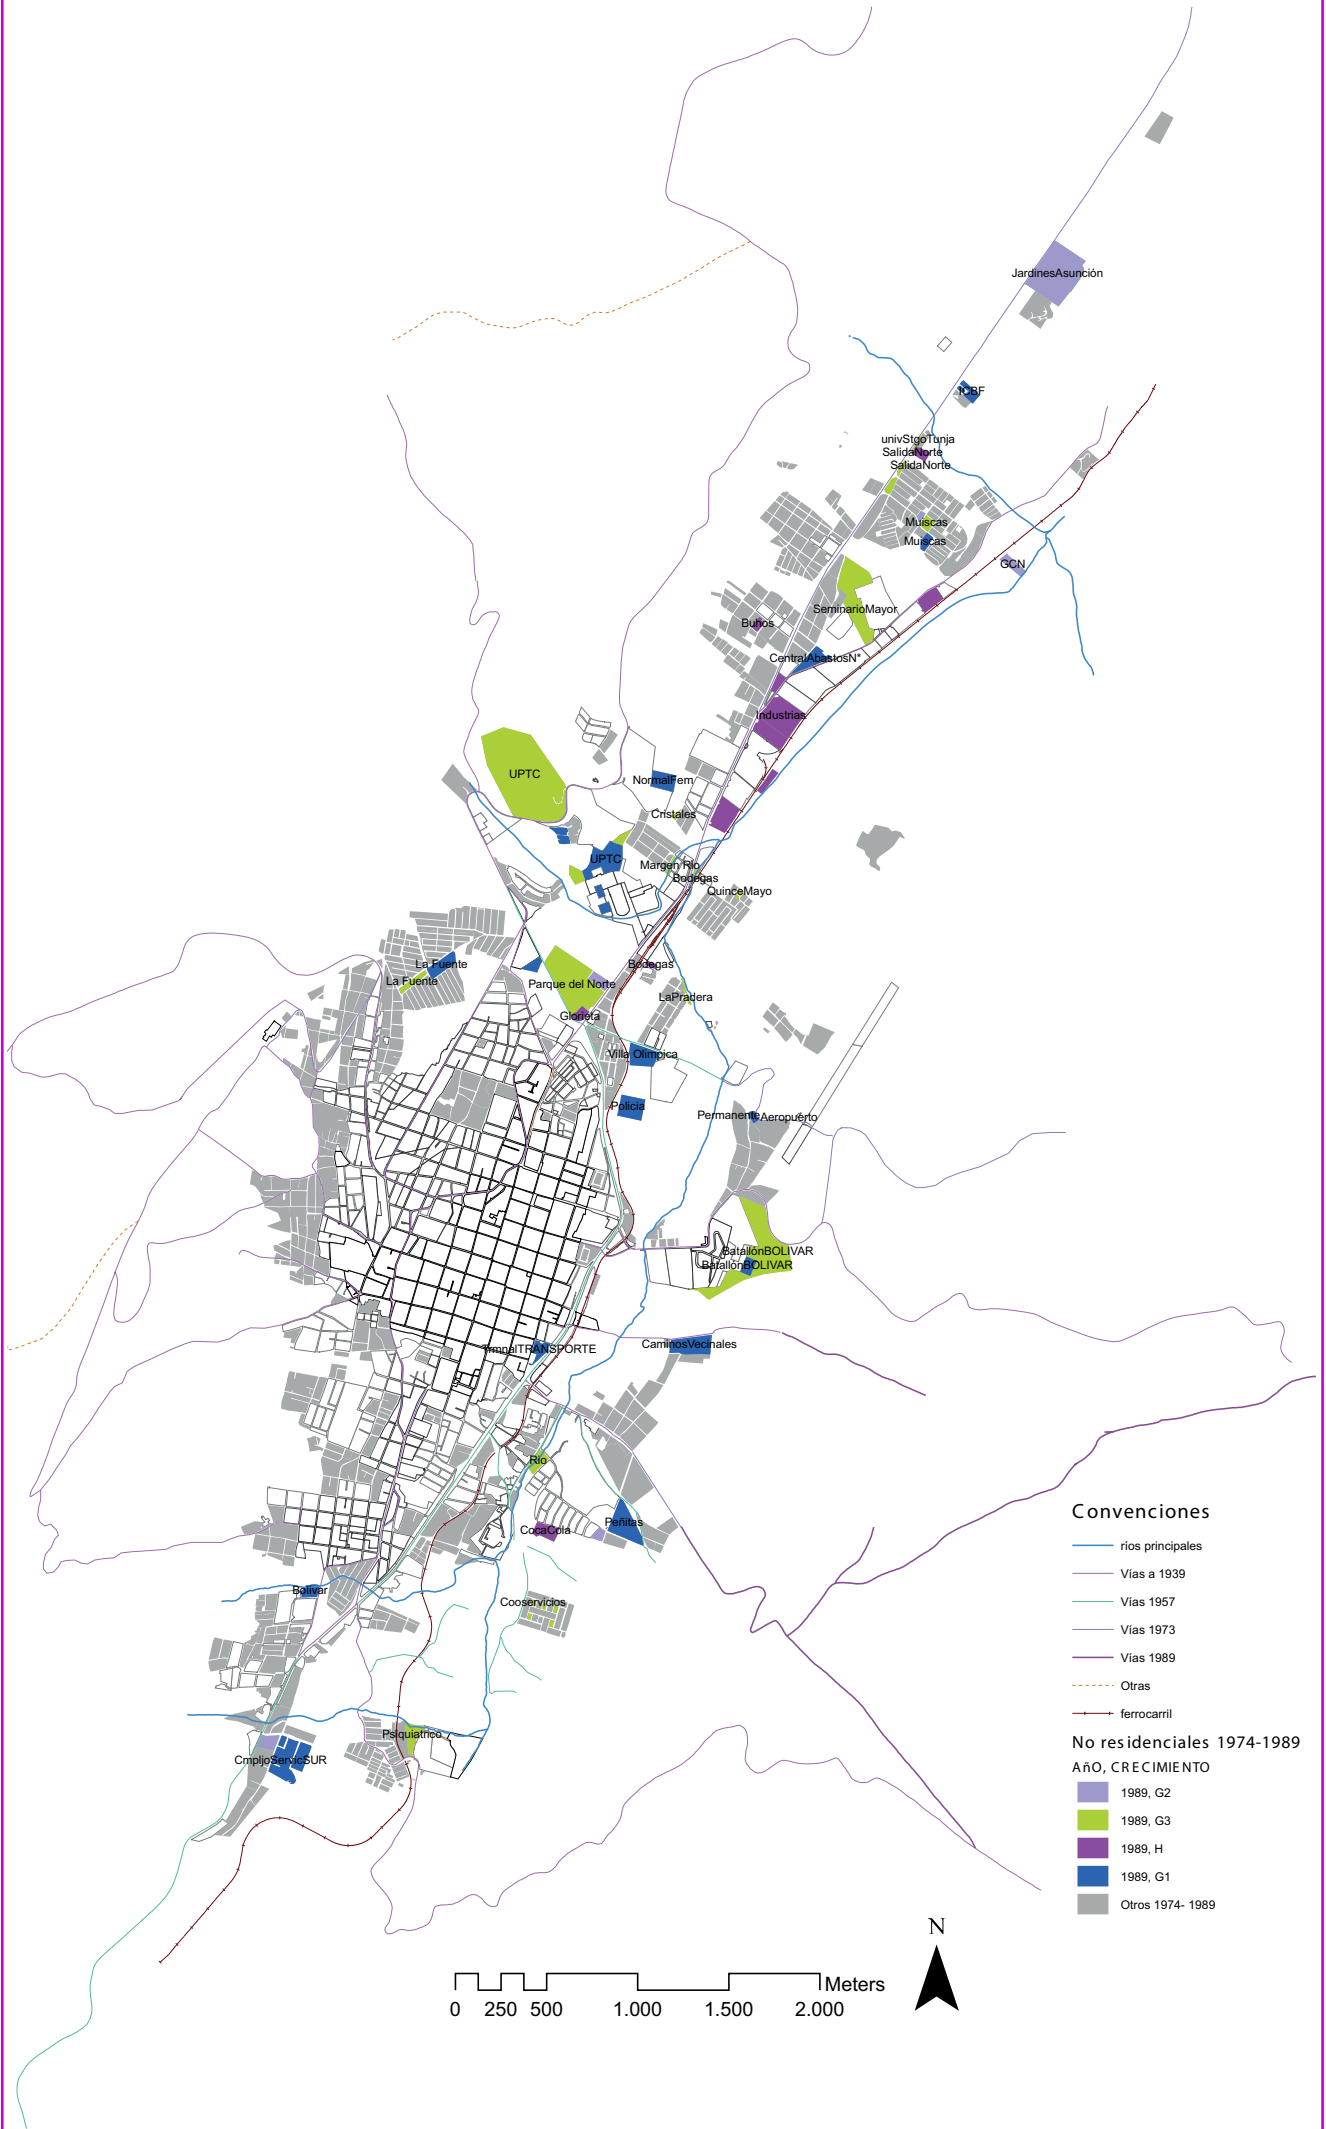 JardinesAsunción
ICBF
univStgoTunja
SalidaNorte
SalidaNorte
Muiscas
Muiscas
GCN
SeminarioMayor
Buhos
CentralAbastosN*
Industrias
UPTC
NormalFem
Cristales
UPTC
Margen Rio
Bodegas
QuinceMayo
La Fuente
La Fuente
Bodegas
Parque del Norte
LaPradera
Glorieta
Villa Olimpica
Policia
Permanente
Aeropuerto
BatallónBOLIVAR
BatallónBOLIVAR
CaminosVecinales
TrmnalTRANSPORTE
Rio
Peñitas
CocaCola
Bolivar
Cooservicios
Psiquiatrico
CmpljoServicSUR
Convenciones
ríos principales
Vías a 1939
Vías 1957
Vías 1973
Vías 1989
Otras
ferrocarril
No residenciales 1974-1989
AñO, CRECIMIENTO
1989, G2
1989, G3
1989, H
1989, G1
Otros 1974- 1989
N
Meters
0 250 500 1.000 1.500 2.000